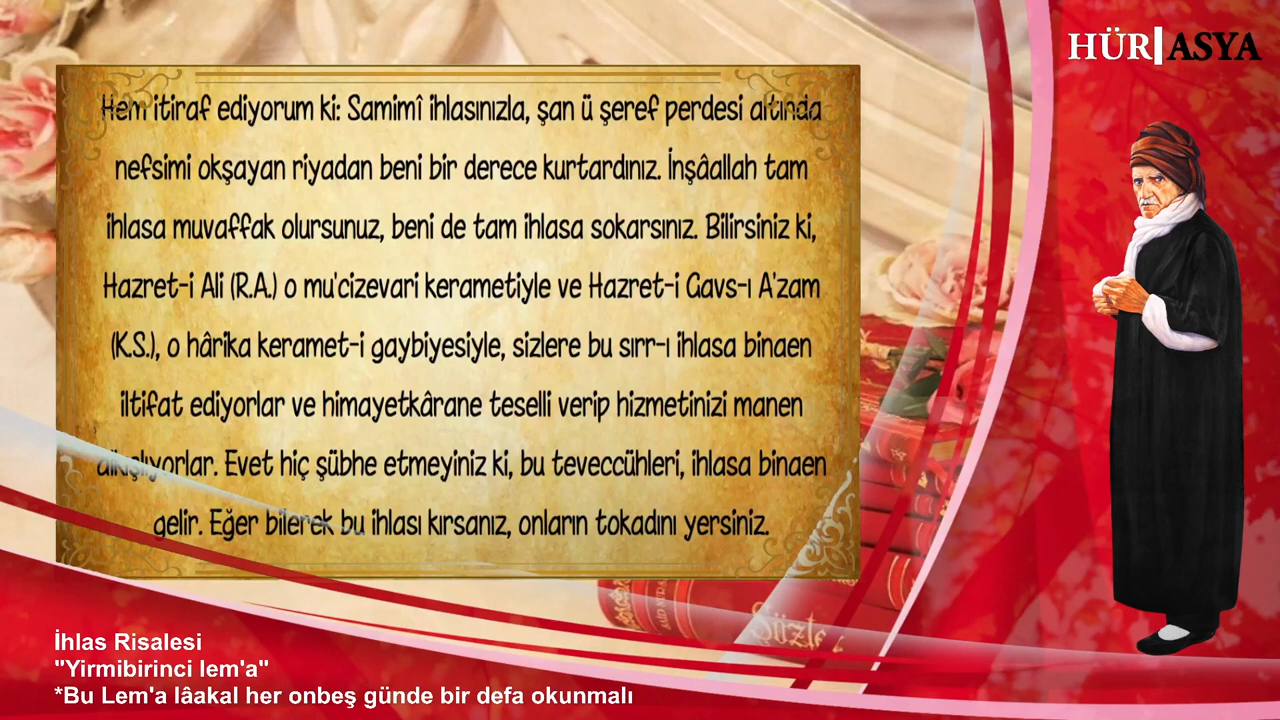 HÜR ASYA
Hem itiraf ediyorum ki: Samimî ihlasınızla, şan ü şeref perdesi altında
nefsimi okşayan riyadan beni bir derece kurtardınız. İnşâallah tam
ihlasa muvaffak olursunuz, beni de tam ihlasa sokarsınız. Bilirsiniz ki,
Hazret-i Ali (R.A.) o mu'cizevari kerametiyle ve Hazret-i Gavs-ı A'zam
(K.S.), o hârika keramet-i gaybiyesiyle, sizlere bu sırr-ı ihlasa binaen
iltifat ediyorlar ve himayetkârane teselli verip hizmetinizi manen
alkışlıyorlar. Evet hiç şübhe etmeyiniz ki, bu teveccühleri, ihlasa binaen
gelir. Eğer bilerek bu ihlası kırsanız, onların tokadını yersiniz.
Sözler
İhlas Risalesi
"Yirmibirinci lem'a"
*Bu Lem'a lâakal her onbeş günde bir defa okunmalı